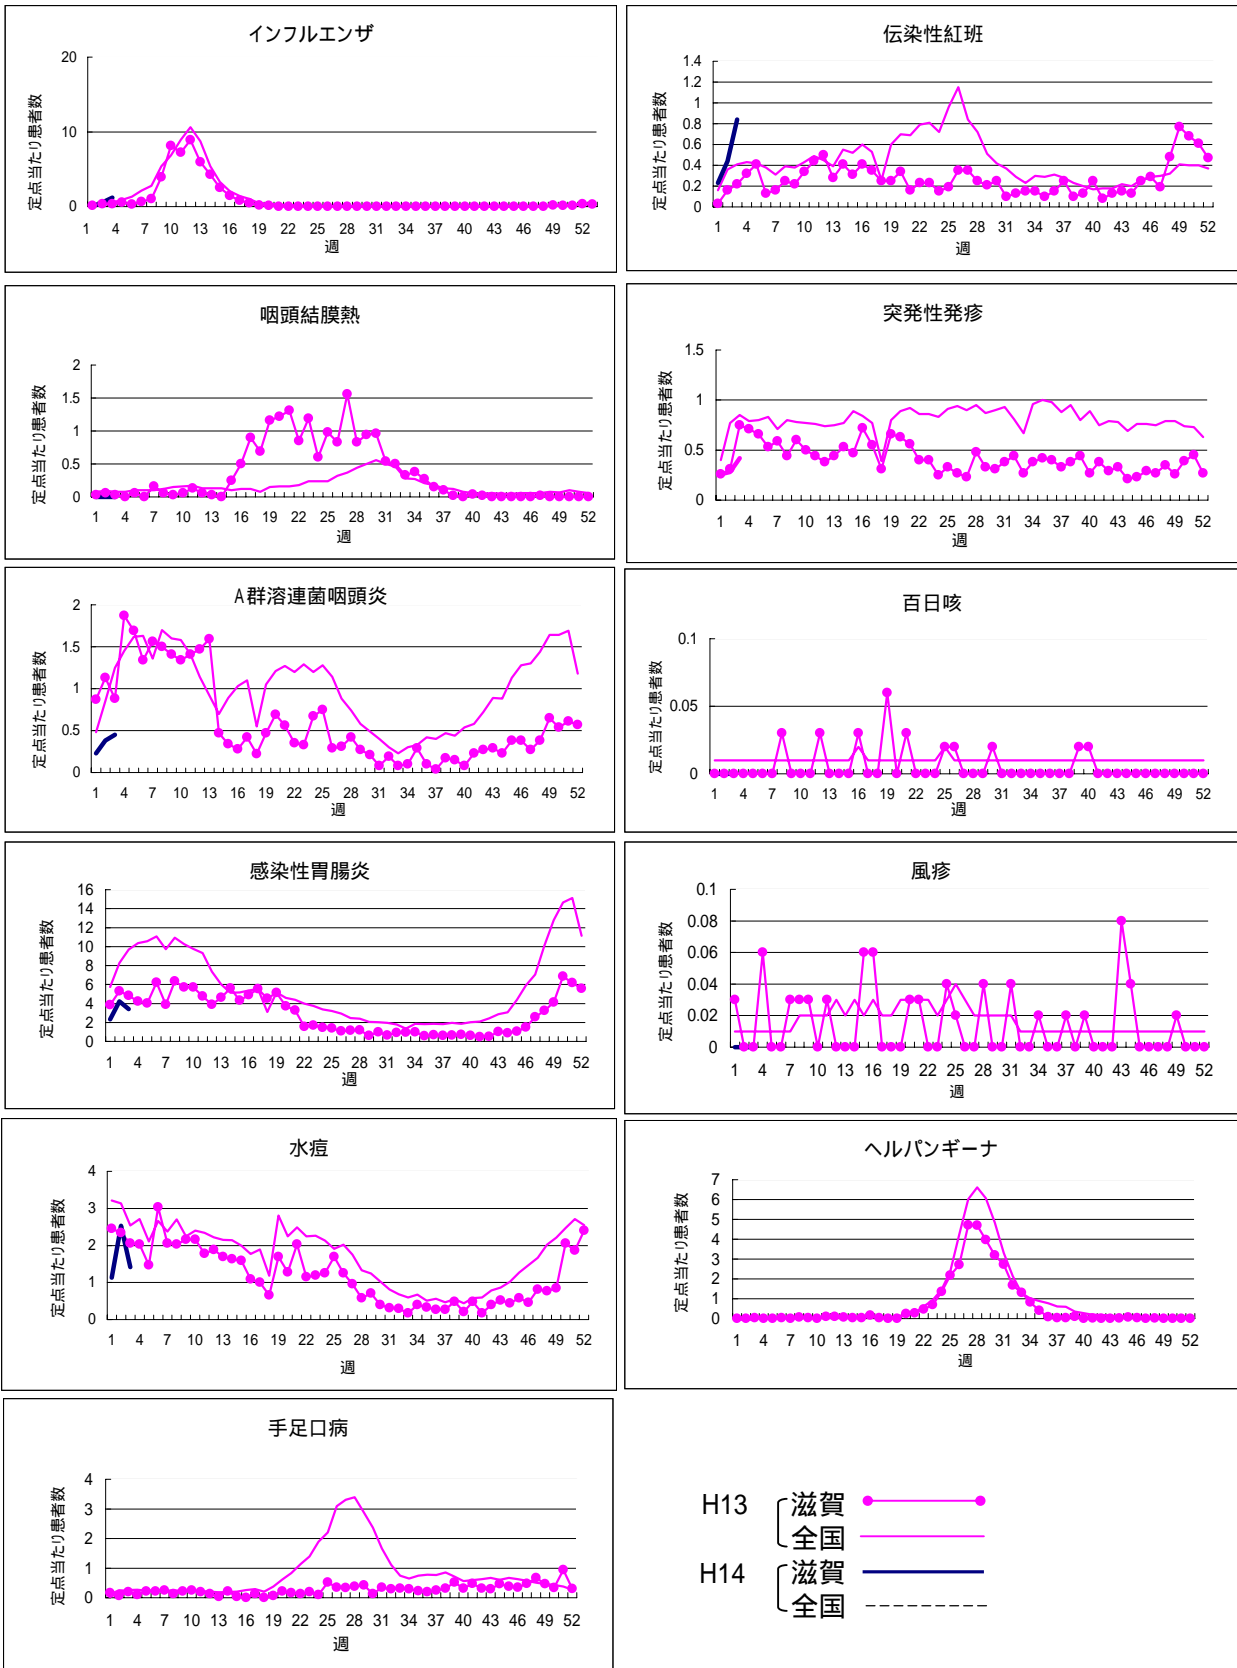 インフルエンザ
定点当たり患者数
20
10
0
1 4 7 10 13 16 19 22 25 28 31 34 37 40 43 46 49 52
週
伝染性紅班
定点当たり患者数
1.4
1.2
1
0.8
0.6
0.4
0.2
0
1 4 7 10 13 16 19 22 25 28 31 34 37 40 43 46 49 52
週
咽頭結膜熱
定点当たり患者数
2
1.5
1
0.5
0
1 4 7 10 13 16 19 22 25 28 31 34 37 40 43 46 49 52
週
突発性発疹
定点当たり患者数
1.5
1
0.5
0
1 4 7 10 13 16 19 22 25 28 31 34 37 40 43 46 49 52
週
A群溶連菌咽頭炎
定点当たり患者数
2
1.5
1
0.5
0
1 4 7 10 13 16 19 22 25 28 31 34 37 40 43 46 49 52
週
百日咳
定点当たり患者数
0.1
0.05
0
1 4 7 10 13 16 19 22 25 28 31 34 37 40 43 46 49 52
週
感染性胃腸炎
定点当たり患者数
16
14
12
10
8
6
4
2
0
1 4 7 10 13 16 19 22 25 28 31 34 37 40 43 46 49 52
週
風疹
定点当たり患者数
0.1
0.08
0.06
0.04
0.02
0
1 4 7 10 13 16 19 22 25 28 31 34 37 40 43 46 49 52
週
水痘
定点当たり患者数
4
3
2
1
0
1 4 7 10 13 16 19 22 25 28 31 34 37 40 43 46 49 52
週
ヘルパンギーナ
定点当たり患者数
7
6
5
4
3
2
1
0
1 4 7 10 13 16 19 22 25 28 31 34 37 40 43 46 49 52
週
手足口病
定点当たり患者数
4
3
2
1
0
1 4 7 10 13 16 19 22 25 28 31 34 37 40 43 46 49 52
週
H13 滋賀
全国
H14 滋賀
全国